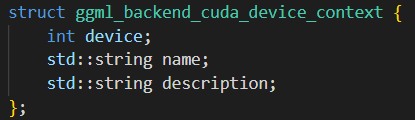 struct ggml_backend_cuda_device_context {
    int device;
    std::string name;
    std::string description;
};